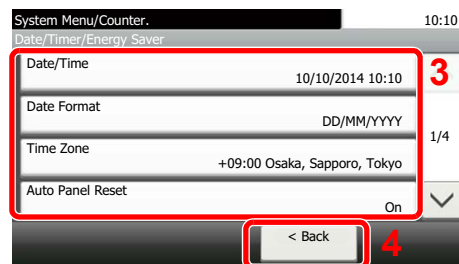 System Menu/Counter. 10:10
Date/Timer/Energy Saver
Date/Time
10/10/2014 10:10
3
Date Format
DD/MM/YYYY
1/4
Time Zone
+09:00 Osaka, Sapporo, Tokyo
Auto Panel Reset
On
< Back
4